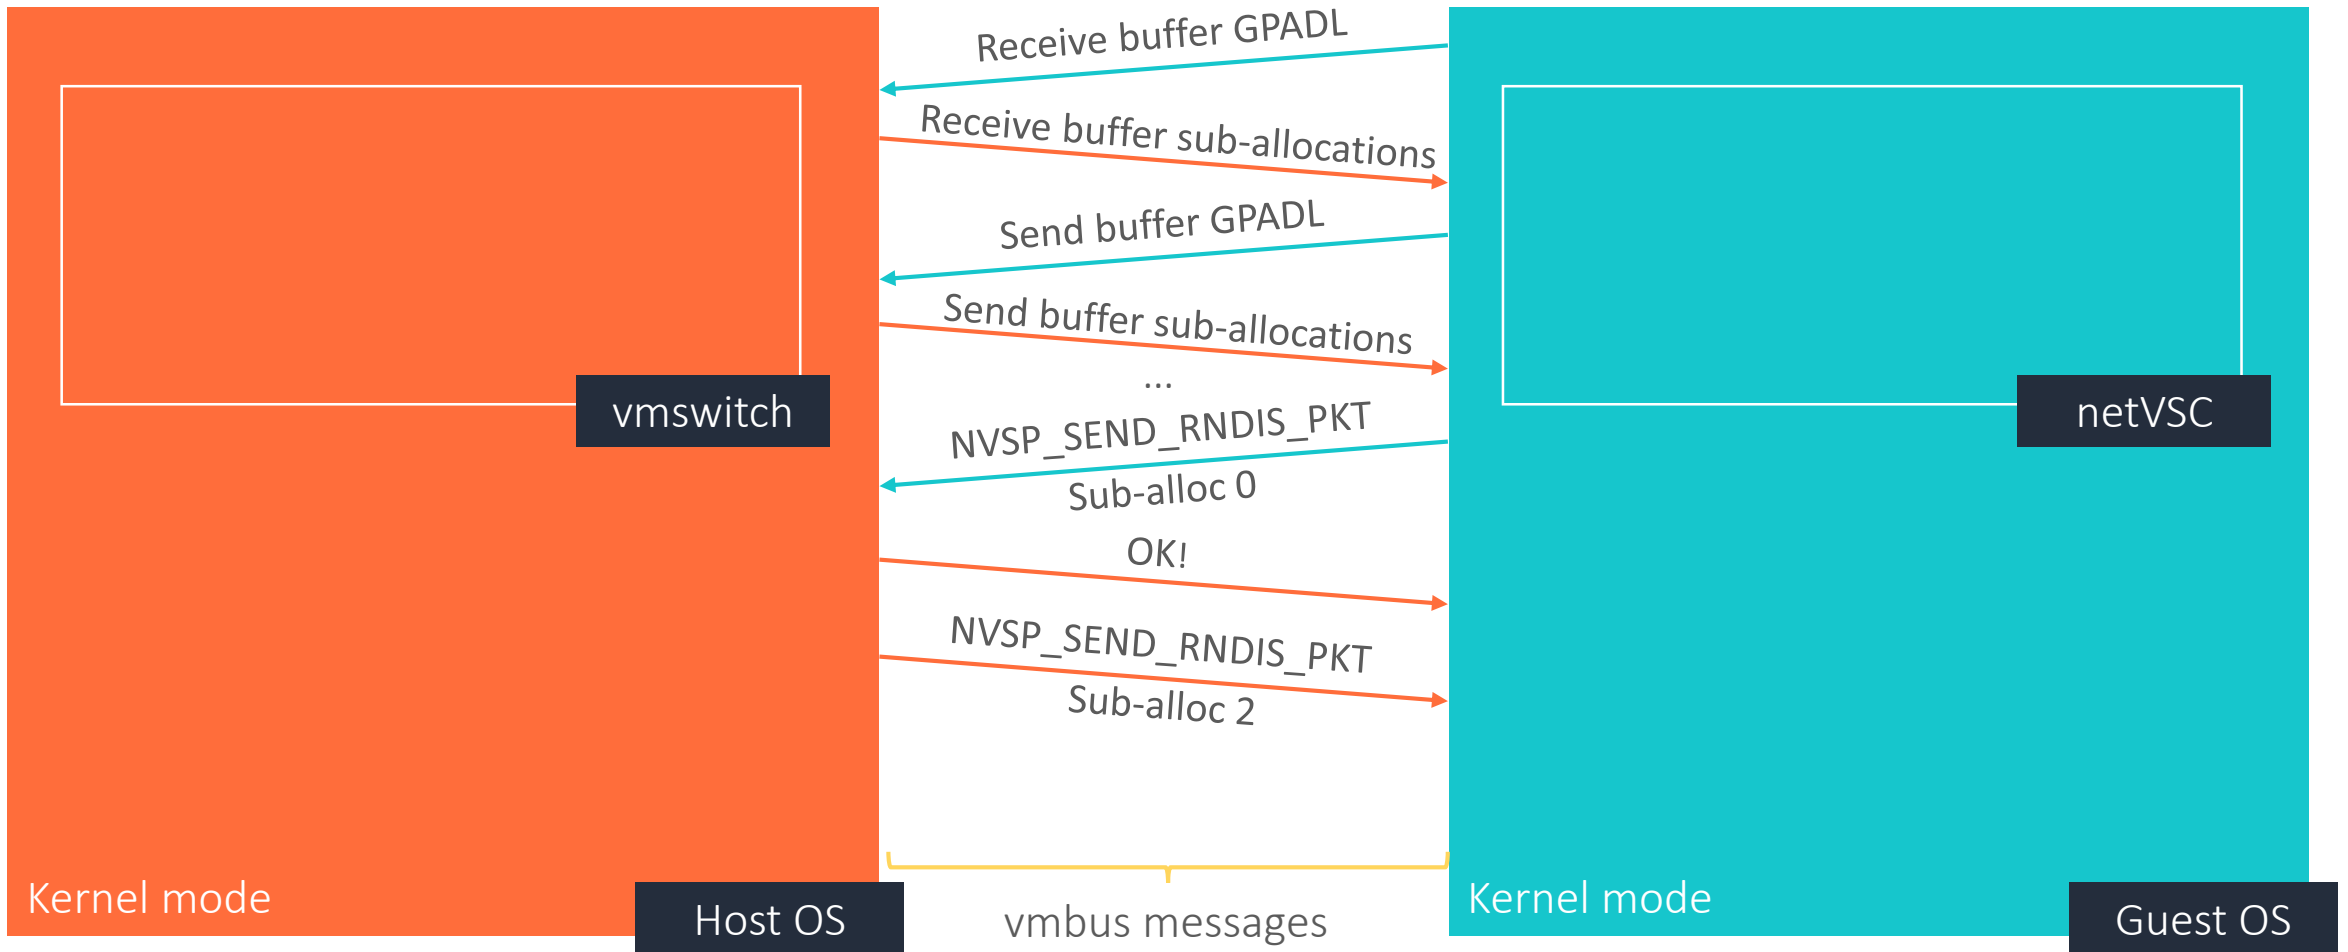 Receive buffer GPADL
Receive buffer sub-allocations
Send buffer GPADL
Send buffer sub-allocations
...
vmswitch
netVSC
NVSP_SEND_RNDIS_PKT
Sub-alloc 0
OK!
NVSP_SEND_RNDIS_PKT
Sub-alloc 2
Kernel mode
Host OS
vmbus messages
Kernel mode
Guest OS